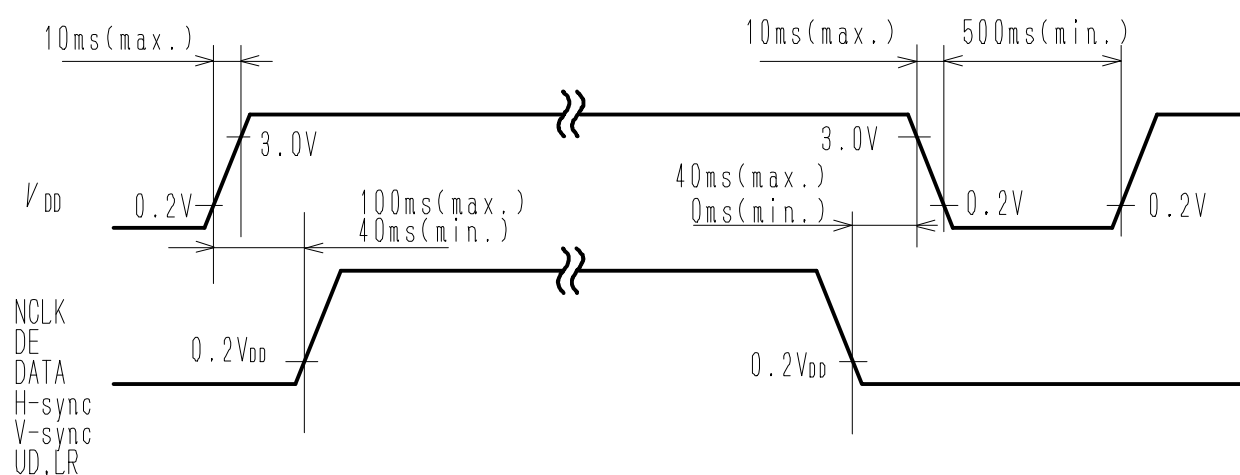 10ms(max.)
10ms(max.)
500ms(min.)
3.0V
3.0V
VDD
0.2V
100ms(max.)
40ms(min.)
40ms(max.)
0ms(min.)
0.2V
0.2V
NCLK
DE
DATA
H-sync
V-sync
UD,LR
0.2VDD
0.2VDD